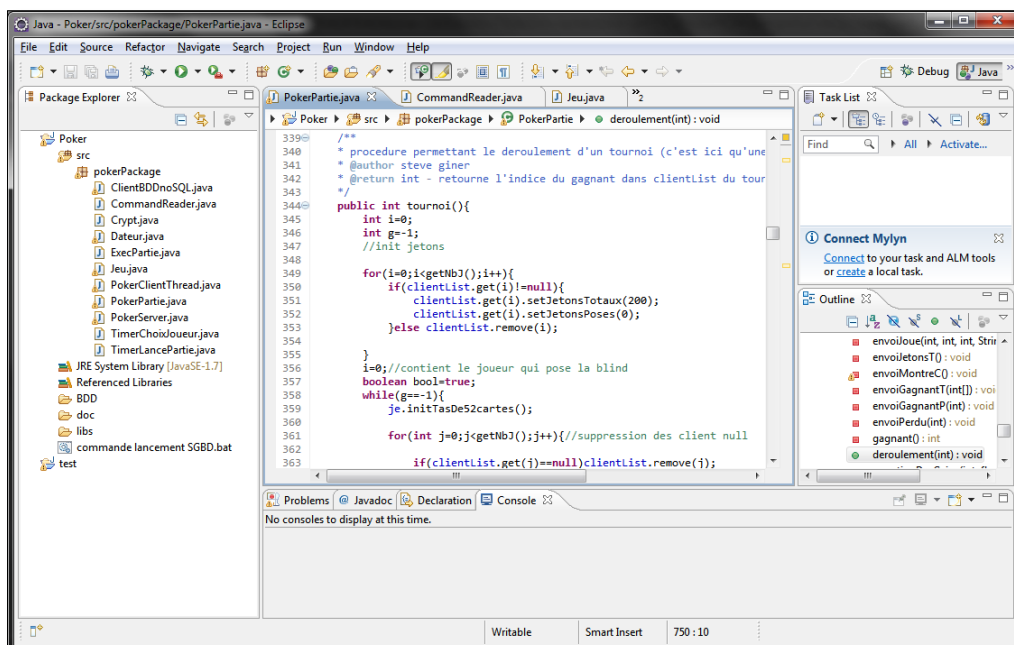 Java - Poker/src/pokerPackage/PokerPartie.java - Eclipse
File Edit Source Refactor Navigate Search Project Run Window Help
Debug Java »
Package Explorer
Poker
src
pokerPackage
ClientBDDnoSQL.java
CommandReader.java
Crypt.java
Dateur.java
ExecPartie.java
Jeu.java
PokerClientThread.java
PokerPartie.java
PokerServer.java
TimerChoixJoueur.java
TimerLancePartie.java
JRE System Library [JavaSE-1.7]
Referenced Libraries
BDD
doc
libs
commande lancement SGBD.bat
test
PokerPartie.java CommandReader.java Jeu.java »2
Poker src pokerPackage PokerPartie deroulement(int) : void
339 /**
340 * procedure permettant le deroulement d'un tournoi (c'est ici qu'une
341 * @author steve giner
342 * @return int - retourne l'indice du gagnant dans clientList du tour
343 */
344 public int tournoi(){
345 int i=0;
346 int g=-1;
347 //init jetons
348
349 for(i=0;i<getNbJ();i++){
350 if(clientList.get(i)!=null){
351 clientList.get(i).setJetonsTotaux(200);
352 clientList.get(i).setJetonsPoses(0);
353 }else clientList.remove(i);
354
355 }
356 i=0;//contient le joueur qui pose la blind
357 boolean bool=true;
358 while(g==-1){
359 je.initTasDe52cartes();
360
361 for(int j=0;j<getNbJ();j++){//suppression des client null
362
363 if(clientList.get(j)==null)clientList.remove(j);
Task List
Find All Activate...
Connect Mylyn
Connect to your task and ALM tools
or create a local task.
Outline
envoiJoue(int, int, int, Strir
envoiJetonsT() : void
envoiMontreC() : void
envoiGagnantT(int[]) : voi
envoiGagnantP(int) : void
envoiPerdu(int) : void
gagnant() : int
deroulement(int) : void
Problems @ Javadoc Declaration Console
No consoles to display at this time.
Writable Smart Insert 750 : 10